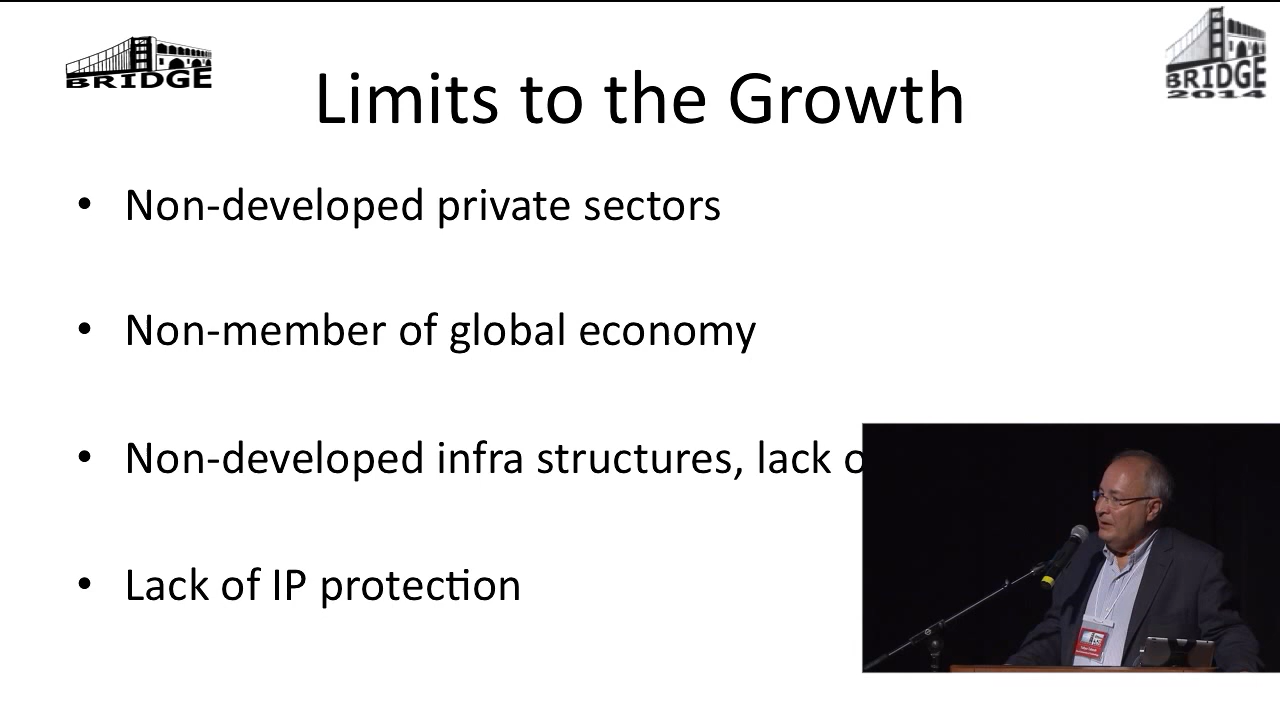 BRIDGE
BRIDGE
2014
Limits to the Growth
• Non-developed private sectors
• Non-member of global economy
• Non-developed infra structures, lack
• Lack of IP protection